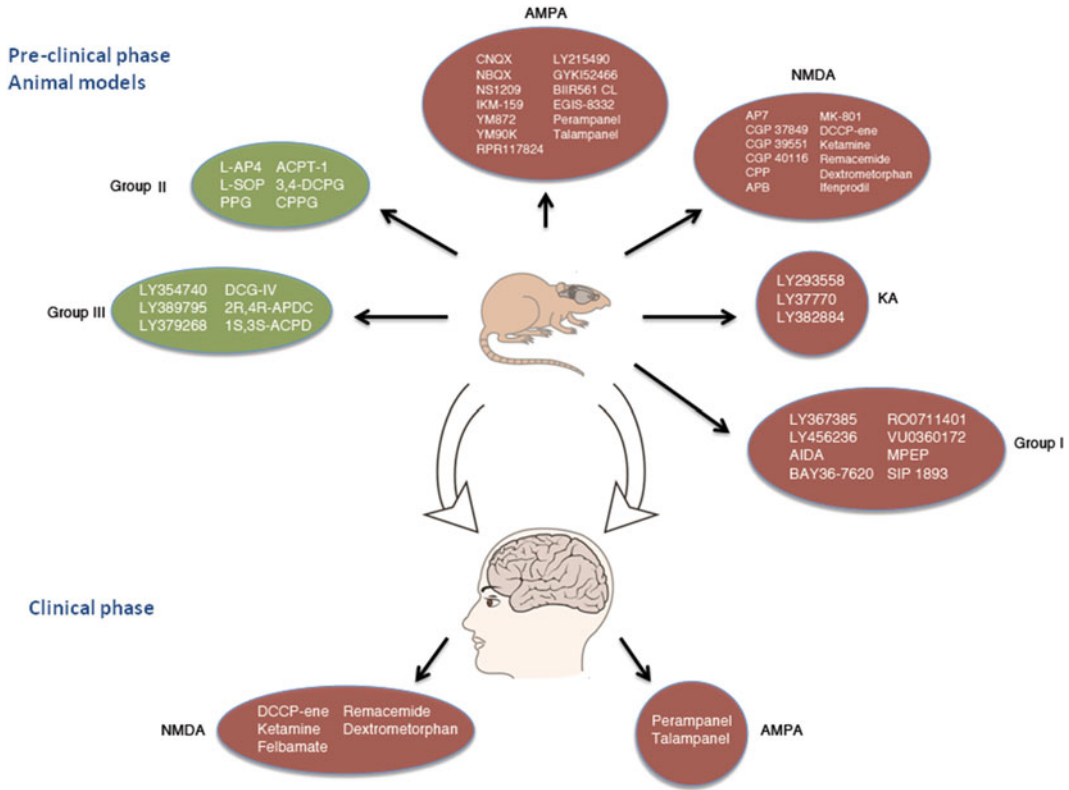 AMPA
Pre-clinical phase
Animal models
CNQX LY215490
NBQX GYKI52466
NS1209 BIIR561 CL
IKM-159 EGIS-8332
YM872 Perampanel
YM90K Talampanel
RPR117824
NMDA
AP7 MK-801
CGP 37849 DCCP-ene
CGP 39551 Ketamine
CGP 40116 Remacemide
CPP Dextrometorphan
APB Ifenprodil
Group II
L-AP4 ACPT-1
L-SOP 3,4-DCPG
PPG CPPG
Group III
LY354740 DCG-IV
LY389795 2R,4R-APDC
LY379268 1S,3S-ACPD
LY293558
LY37770
LY382884
KA
LY367385 RO0711401
LY456236 VU0360172
AIDA MPEP
BAY36-7620 SIP 1893
Group I
Clinical phase
NMDA
DCCP-ene Remacemide
Ketamine Dextrometorphan
Felbamate
Perampanel
Talampanel
AMPA